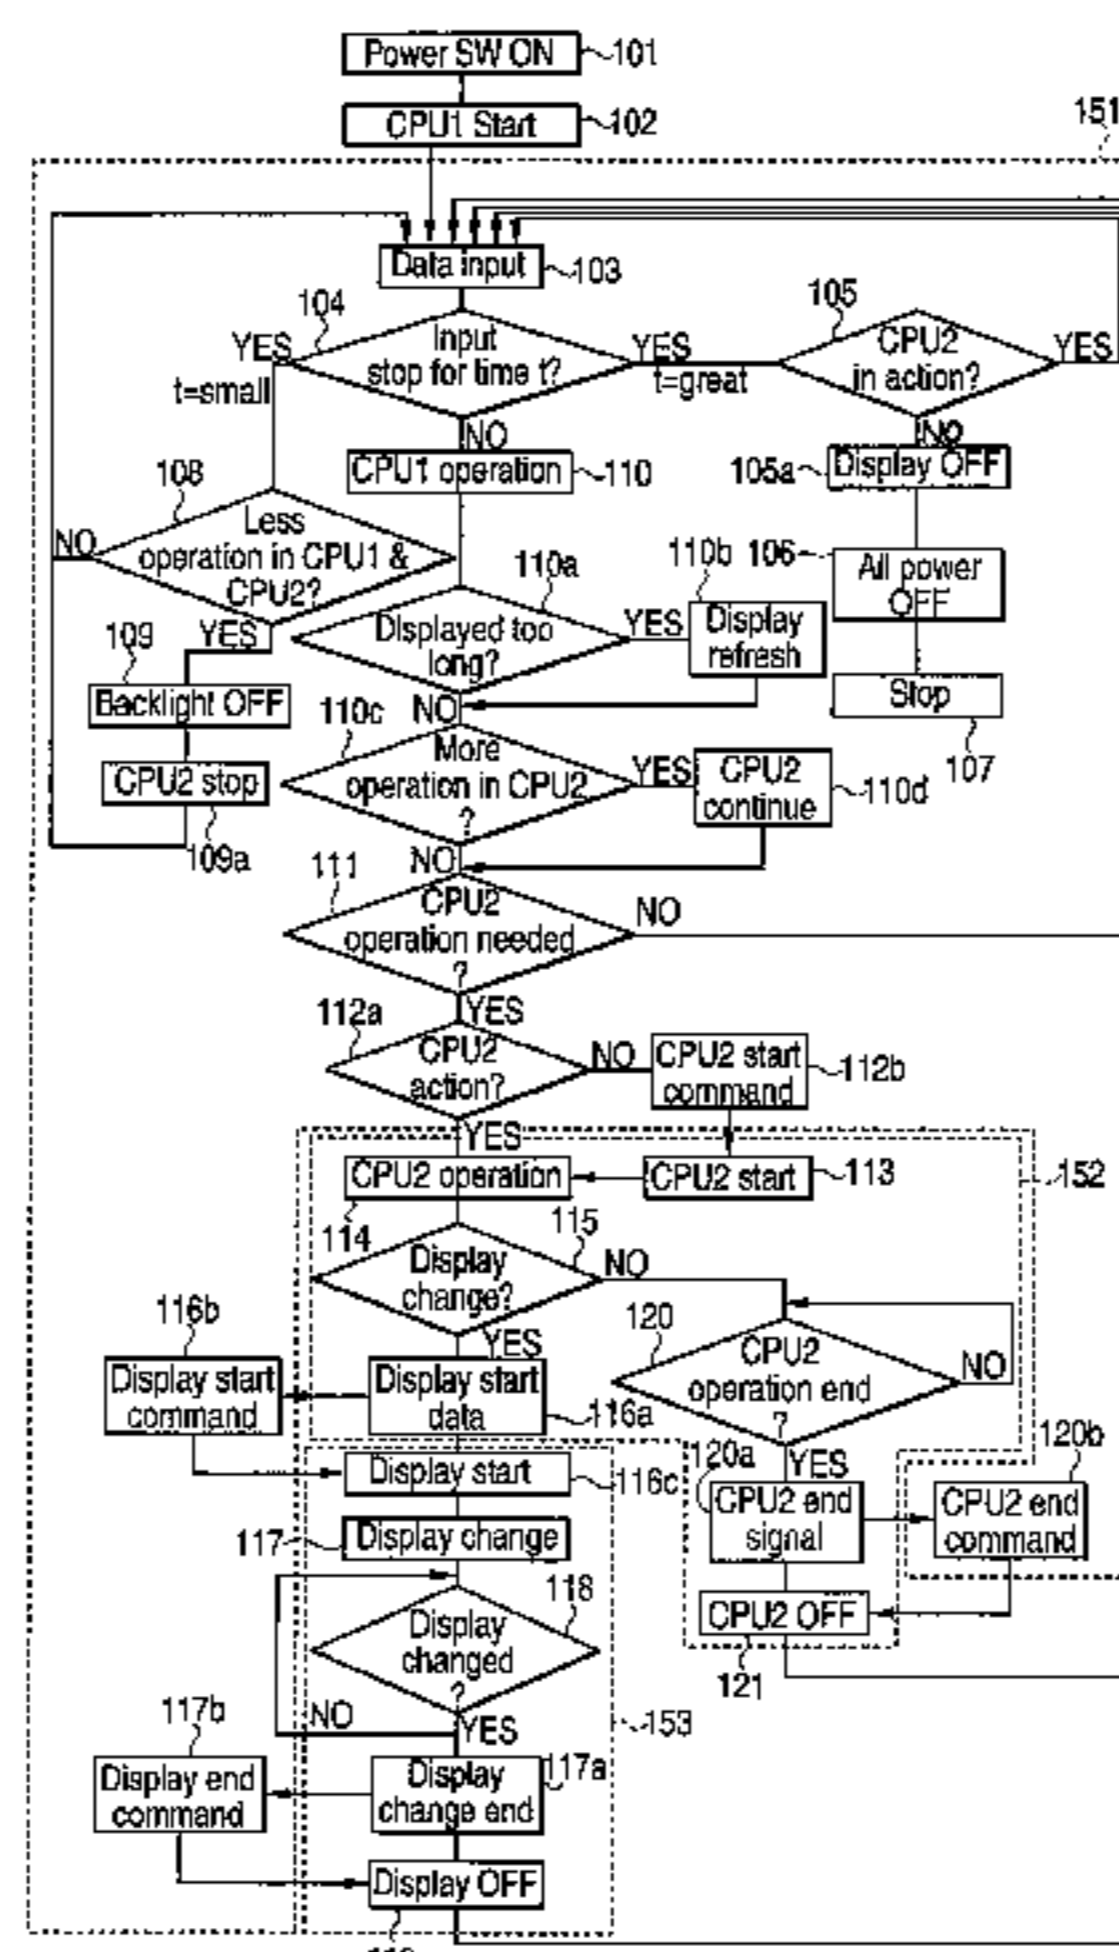 Power SW ON
101
CPU1 Start
102
151
Data input
103
104
Input
stop for time t?
YES
t=small
YES
t=great
105
CPU2
in action?
YES
NO
NO
CPU1 operation
110
105a
Display OFF
108
Less
operation in CPU1 &
CPU2?
NO
YES
110a
110b
106
All power
OFF
Displayed too
long?
YES
Display
refresh
109
Backlight OFF
Stop
107
110c
NO
More
operation in CPU2
?
YES
CPU2
continue
110d
CPU2 stop
109a
NO
111
CPU2
operation needed
?
NO
YES
112a
CPU2
action?
NO
CPU2 start
command
112b
YES
CPU2 operation
CPU2 start
113
152
114
115
Display
change?
NO
YES
116b
Display start
command
Display start
data
116a
120
CPU2
operation end
?
NO
YES
120a
120b
Display start
116c
CPU2 end
signal
CPU2 end
command
117
Display change
118
Display
changed
?
CPU2 OFF
121
NO
YES
153
117b
Display end
command
Display
change end
117a
Display OFF